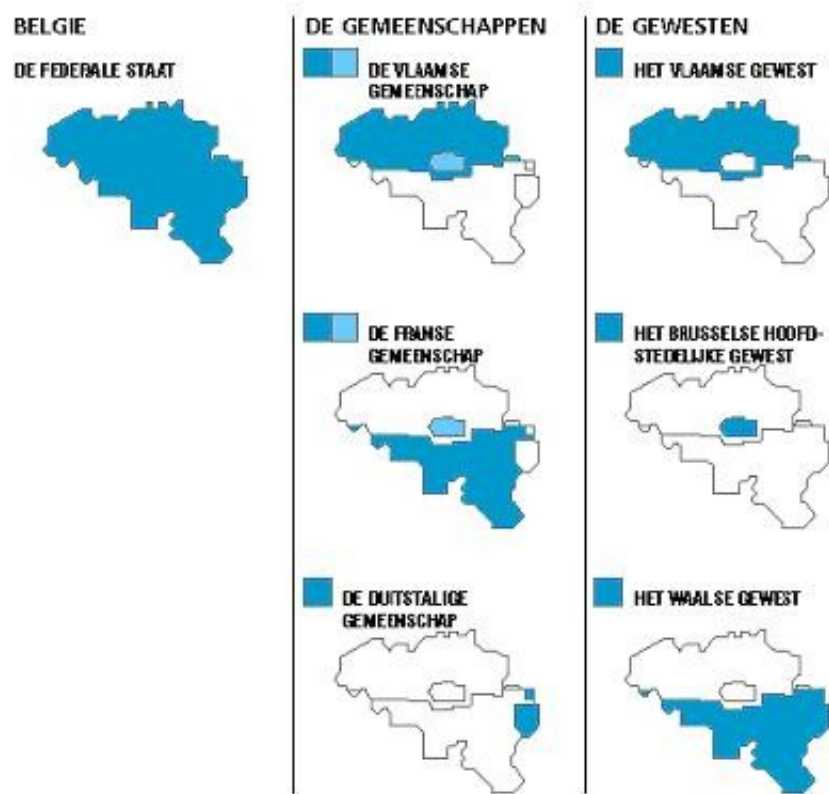 BELGIE
DE FEDERALE STAAT
DE GEMEENSCHAPPEN
DE VLAAMSE
GEMEENSCHAP
DE FRANSE
GEMEENSCHAP
DE DUITSTALIGE
GEMEENSCHAP
DE GEWESTEN
HET VLAAMSE GEWEST
HET BRUSSELSE HOOFD-
STEDELIJKE GEWEST
HET WAALSE GEWEST